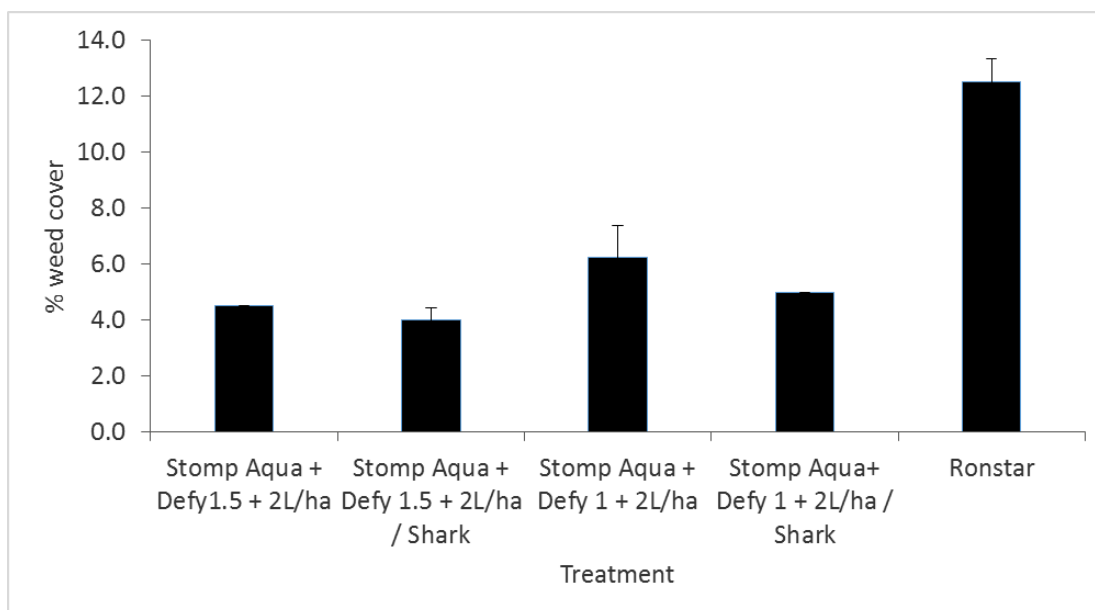 14.0
12.0
10.0
8.0
6.0
4.0
2.0
0.0
% weed cover
Stomp Aqua +
Defy1.5 + 2L/ha
Stomp Aqua +
Defy 1.5 + 2L/ha
/ Shark
Stomp Aqua +
Defy 1 + 2L/ha
Stomp Aqua+
Defy 1 + 2L/ha /
Shark
Ronstar
Treatment